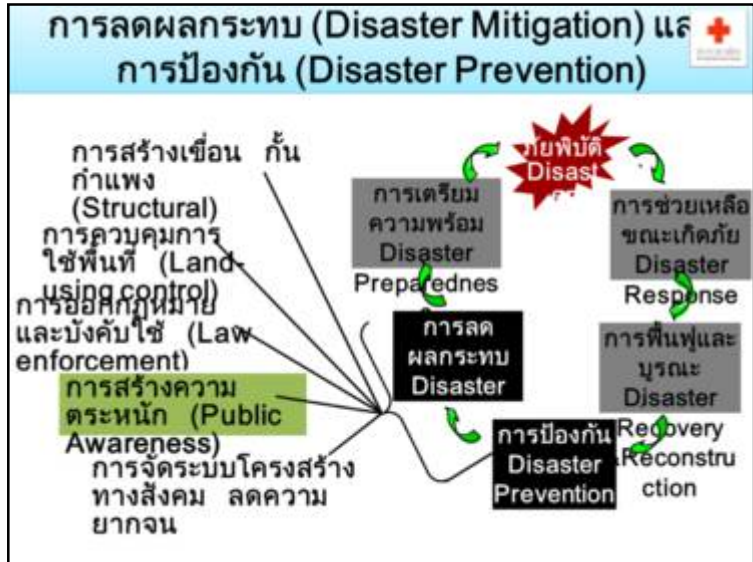 การลดผลกระทบ (Disaster Mitigation) และ
การป้องกัน (Disaster Prevention)
การสร้างเขื่อน กั้น
กำแพง
(Structural)
การควบคุมการ
ใช้พื้นที่ (Land-
using control)
การออกกฎหมาย
และบังคับใช้ (Law
enforcement)
การสร้างความ
ตระหนัก (Public
Awareness)
การจัดระบบโครงสร้าง
ทางสังคม ลดความ
ยากจน
ภัยพิบัติ
Disast
การเตรียม
ความพร้อม
Disaster
Preparednes
การช่วยเหลือ
ขณะเกิดภัย
Disaster
Response
การลด
ผลกระทบ
Disaster
การฟื้นฟูและ
บูรณะ
Disaster
Recovery
&Reconstru
ction
การป้องกัน
Disaster
Prevention